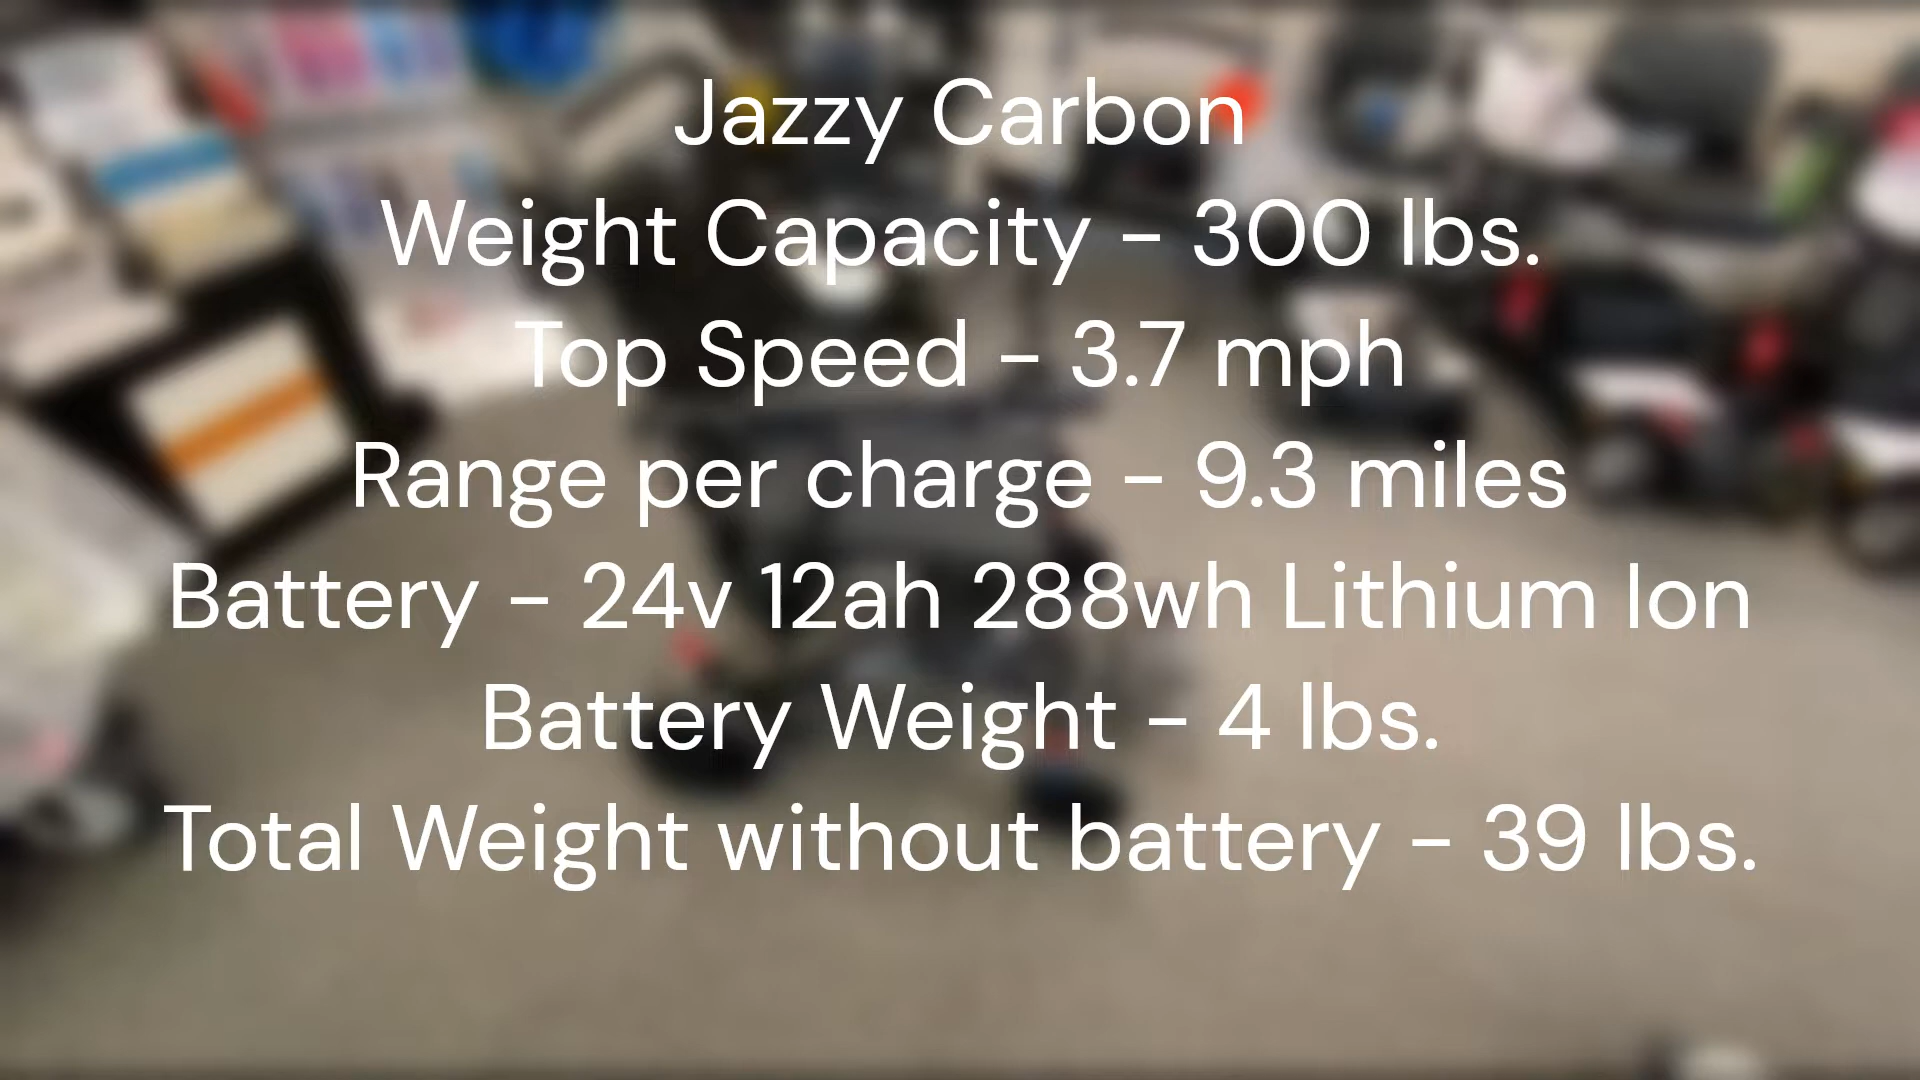 Jazzy Carbon
Weight Capacity - 300 lbs.
Top Speed - 3.7 mph
Range per charge - 9.3 miles
Battery - 24v 12ah 288wh Lithium Ion
Battery Weight - 4 lbs.
Total Weight without battery - 39 lbs.